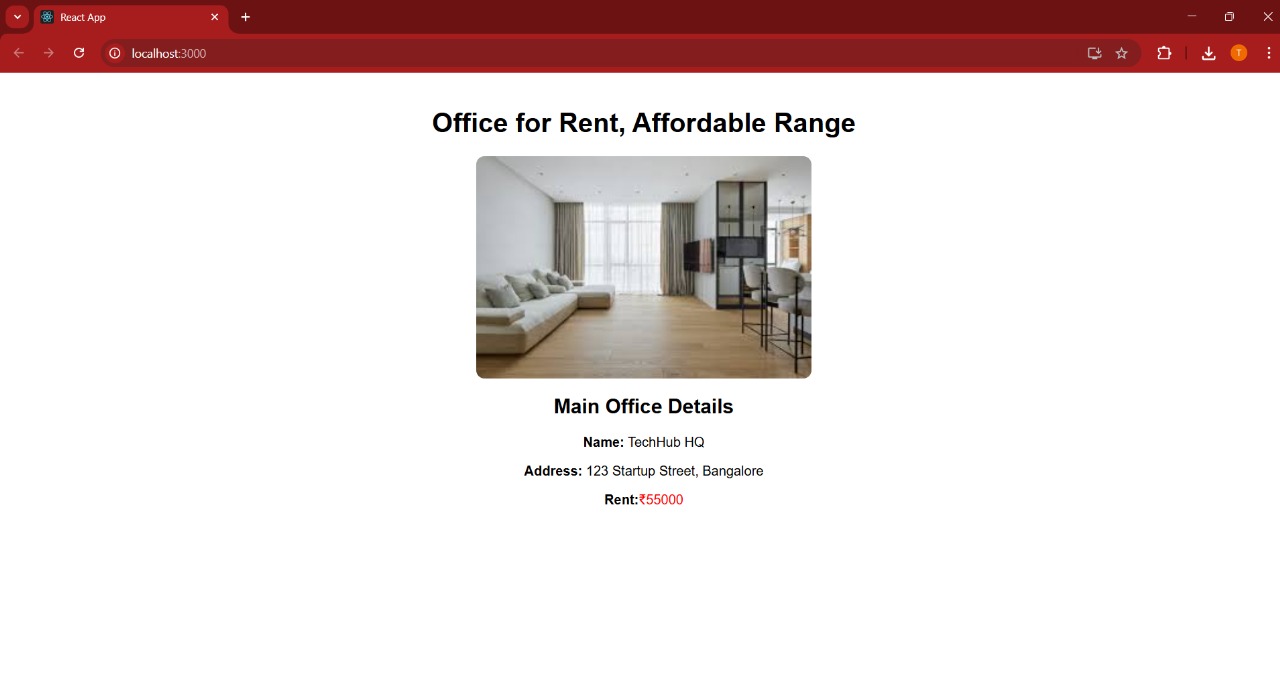 React App
localhost:3000
T
Office for Rent, Affordable Range
Main Office Details
Name: TechHub HQ
Address: 123 Startup Street, Bangalore
Rent:₹55000